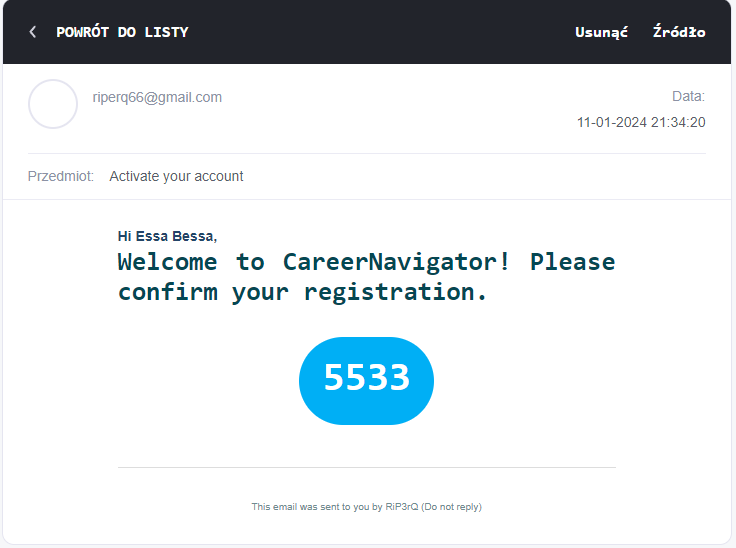 POWRÓT DO LISTY
Usunąć Źródło
riperq66@gmail.com
Data:
11-01-2024 21:34:20
Przedmiot: Activate your account
Hi Essa Bessa,
Welcome to CareerNavigator! Please
confirm your registration.
5533
This email was sent to you by RiP3rQ (Do not reply)